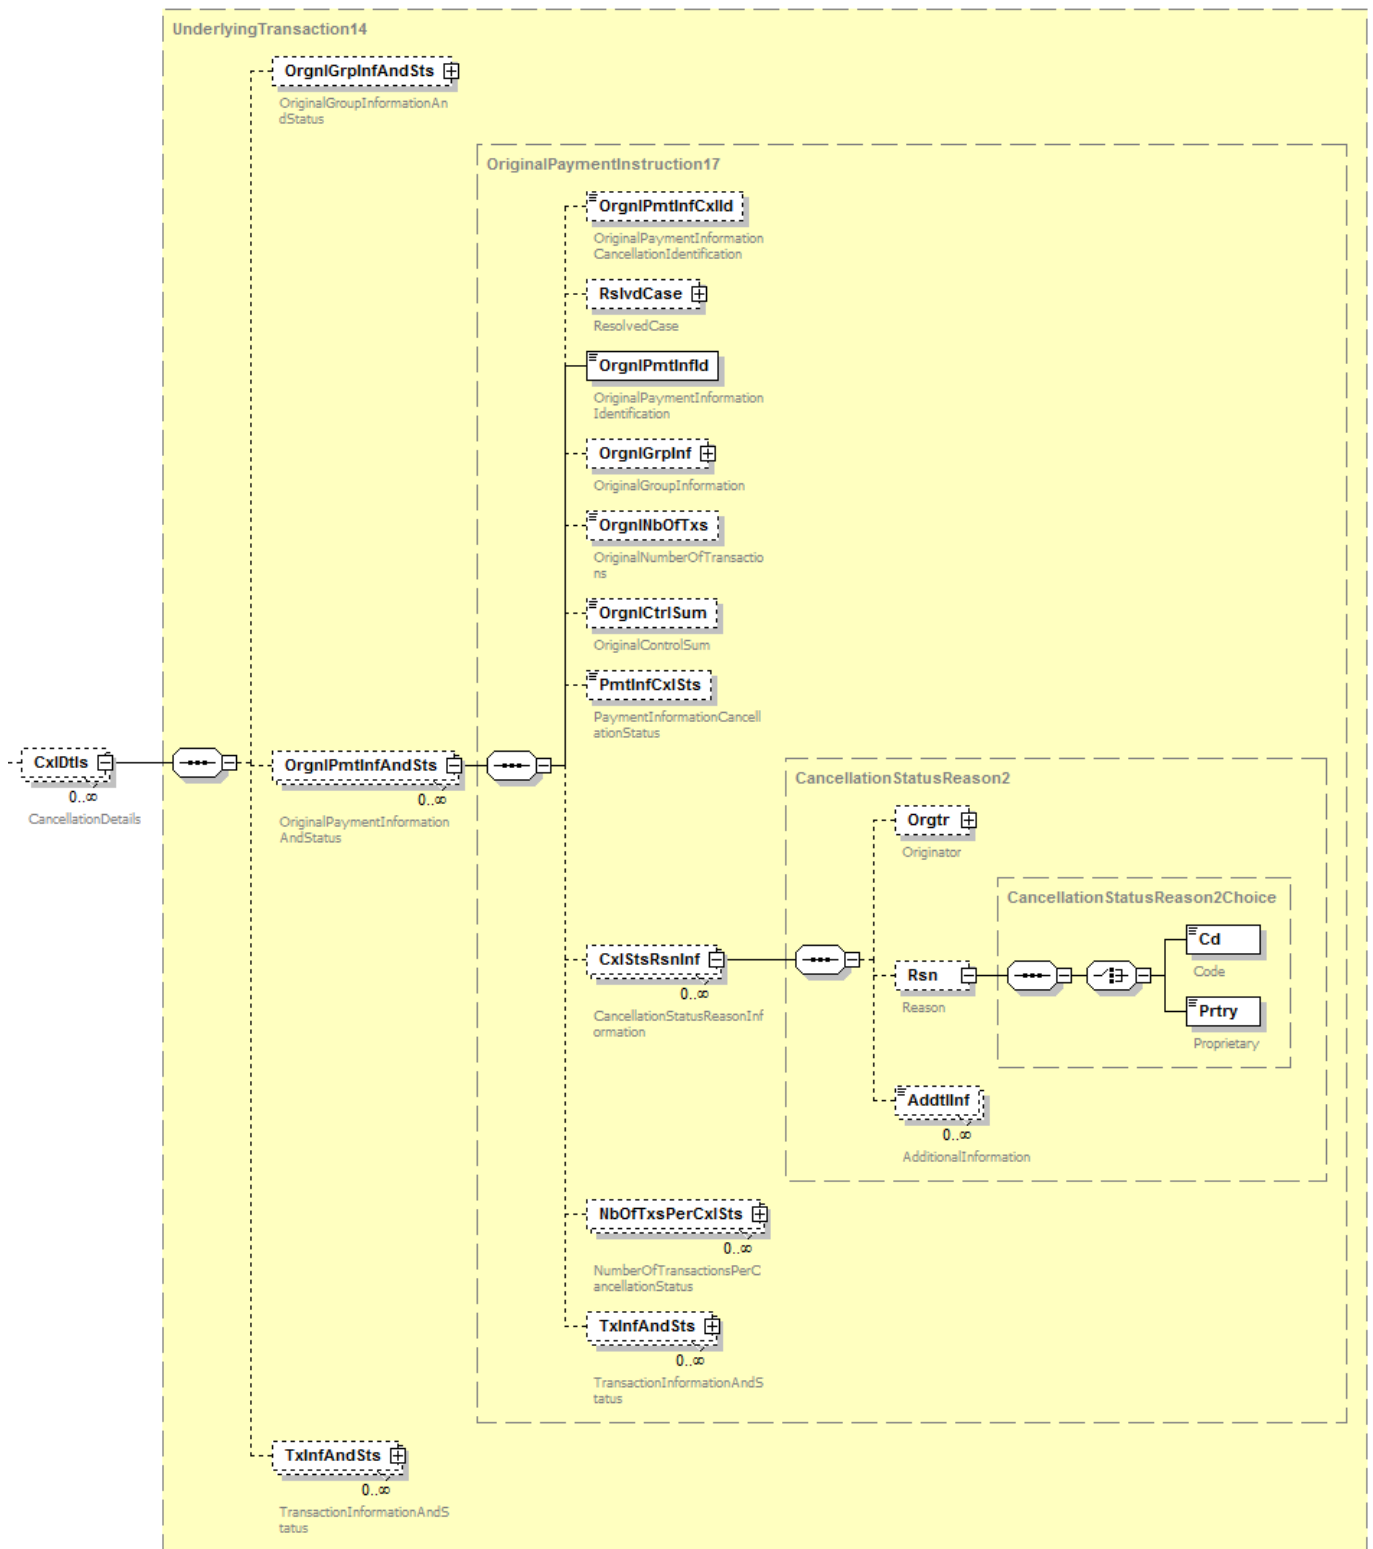 UnderlyingTransaction14
OrgnlGrpInfAndSts
OriginalGroupInformationAn
dStatus
OriginalPaymentInstruction17
OrgnlPmtInfCxlId
OriginalPaymentInformation
CancellationIdentification
RslvdCase
ResolvedCase
OrgnlPmtInfId
OriginalPaymentInformation
Identification
OrgnlGrpInf
OriginalGroupInformation
OrgnlNbOfTxs
OriginalNumberOfTransactio
ns
OrgnlCtrlSum
OriginalControlSum
PmtInfCxlSts
PaymentInformationCancell
ationStatus
CxlDtls
0..∞
CancellationDetails
OrgnlPmtInfAndSts
0..∞
OriginalPaymentInformation
AndStatus
CancellationStatusReason2
Orgtr
Originator
CancellationStatusReason2Choice
Cd
Code
CxlStsRsnInf
0..∞
CancellationStatusReasonInf
ormation
Rsn
Reason
Prtry
Proprietary
AddtlInf
0..∞
AdditionalInformation
NbOfTxsPerCxlSts
0..∞
NumberOfTransactionsPerC
ancellationStatus
TxInfAndSts
0..∞
TransactionInformationAndS
tatus
TxInfAndSts
0..∞
TransactionInformationAndS
tatus